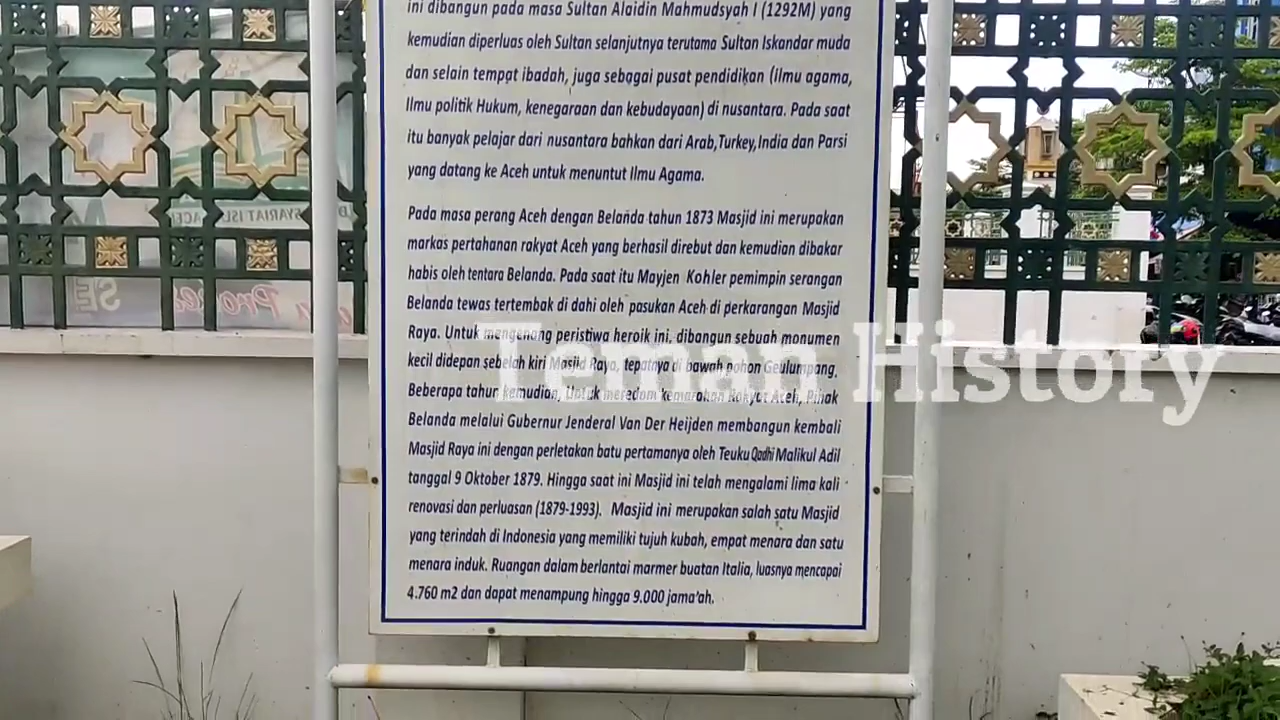 ini dibangun pada masa Sultan Alaidin Mahmudsyah I (1292M) yang
kemudian diperluas oleh Sultan selanjutnya terutama Sultan Iskandar muda
dan selain tempat ibadah, juga sebagai pusat pendidikan (ilmu agama,
Ilmu politik Hukum, kenegaraan dan kebudayaan) di nusantara. Pada saat
itu banyak pelajar dari nusantara bahkan dari Arab,Turkey,India dan Parsi
yang datang ke Aceh untuk menuntut Ilmu Agama.
Pada masa perang Aceh dengan Belanda tahun 1873 Masjid ini merupakan
markas pertahanan rakyat Aceh yang berhasil direbut dan kemudian dibakar
habis oleh tentara Belanda. Pada saat itu Mayjen Kohler pemimpin serangan
Belanda tewas tertembak di dahi oleh pasukan Aceh di perkarangan Masjid
Raya. Untuk mengenang peristiwa heroik ini, dibangun sebuah monumen
kecil didepan sebelah kiri Masjid Raya, tepatnya di bawah pohon Geulumpang.
Beberapa tahun kemudian, Untuk meredam kemarahan Rakyat Aceh, Pihak
Belanda melalui Gubernur Jenderal Van Der Heijden membangun kembali
Masjid Raya ini dengan perletakan batu pertamanya oleh Teuku Qadhi Malikul Adil
tanggal 9 Oktober 1879. Hingga saat ini Masjid ini telah mengalami lima kali
renovasi dan perluasan (1879-1993). Masjid ini merupakan salah satu Masjid
yang terindah di Indonesia yang memiliki tujuh kubah, empat menara dan satu
menara induk. Ruangan dalam berlantai marmer buatan Italia, luasnya mencapai
4.760 m2 dan dapat menampung hingga 9.000 jama'ah.
Teman History